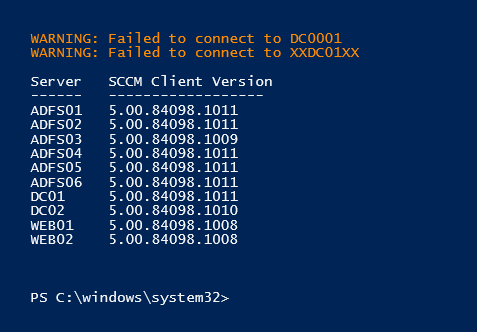 WARNING: Failed to connect to DC0001
WARNING: Failed to connect to XXDC01XX
Server   SCCM Client Version
------   -------------------
ADFS01   5.00.84098.1011
ADFS02   5.00.84098.1011
ADFS03   5.00.84098.1009
ADFS04   5.00.84098.1011
ADFS05   5.00.84098.1011
ADFS06   5.00.84098.1011
DC01     5.00.84098.1011
DC02     5.00.84098.1010
WEB01    5.00.84098.1008
WEB02    5.00.84098.1008
PS C:\windows\system32>